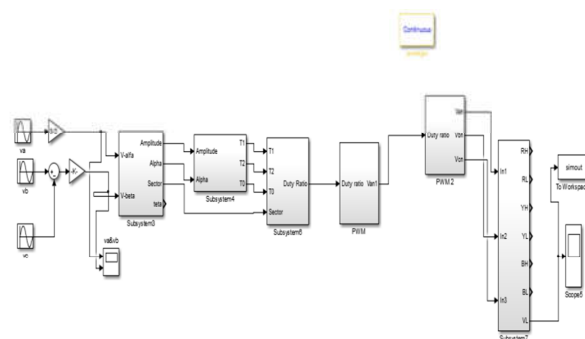 Continuous
va
vb
vc
-K-
va&vb
V-alfa
V-beta
Amplitude
Alpha
Sector
teta
Subsystem3
Amplitude
Alpha
T1
T2
T0
Subsystem4
T1
T2
T0
Sector
Duty Ratio
Duty ratio
Van1
PWM
Duty ratio
Van
Vbn
Vcn
PWM 2
In1
In2
In3
RH
RL
YH
YL
BH
BL
VL
Subsystem7
simout
To Workspace
Scope5